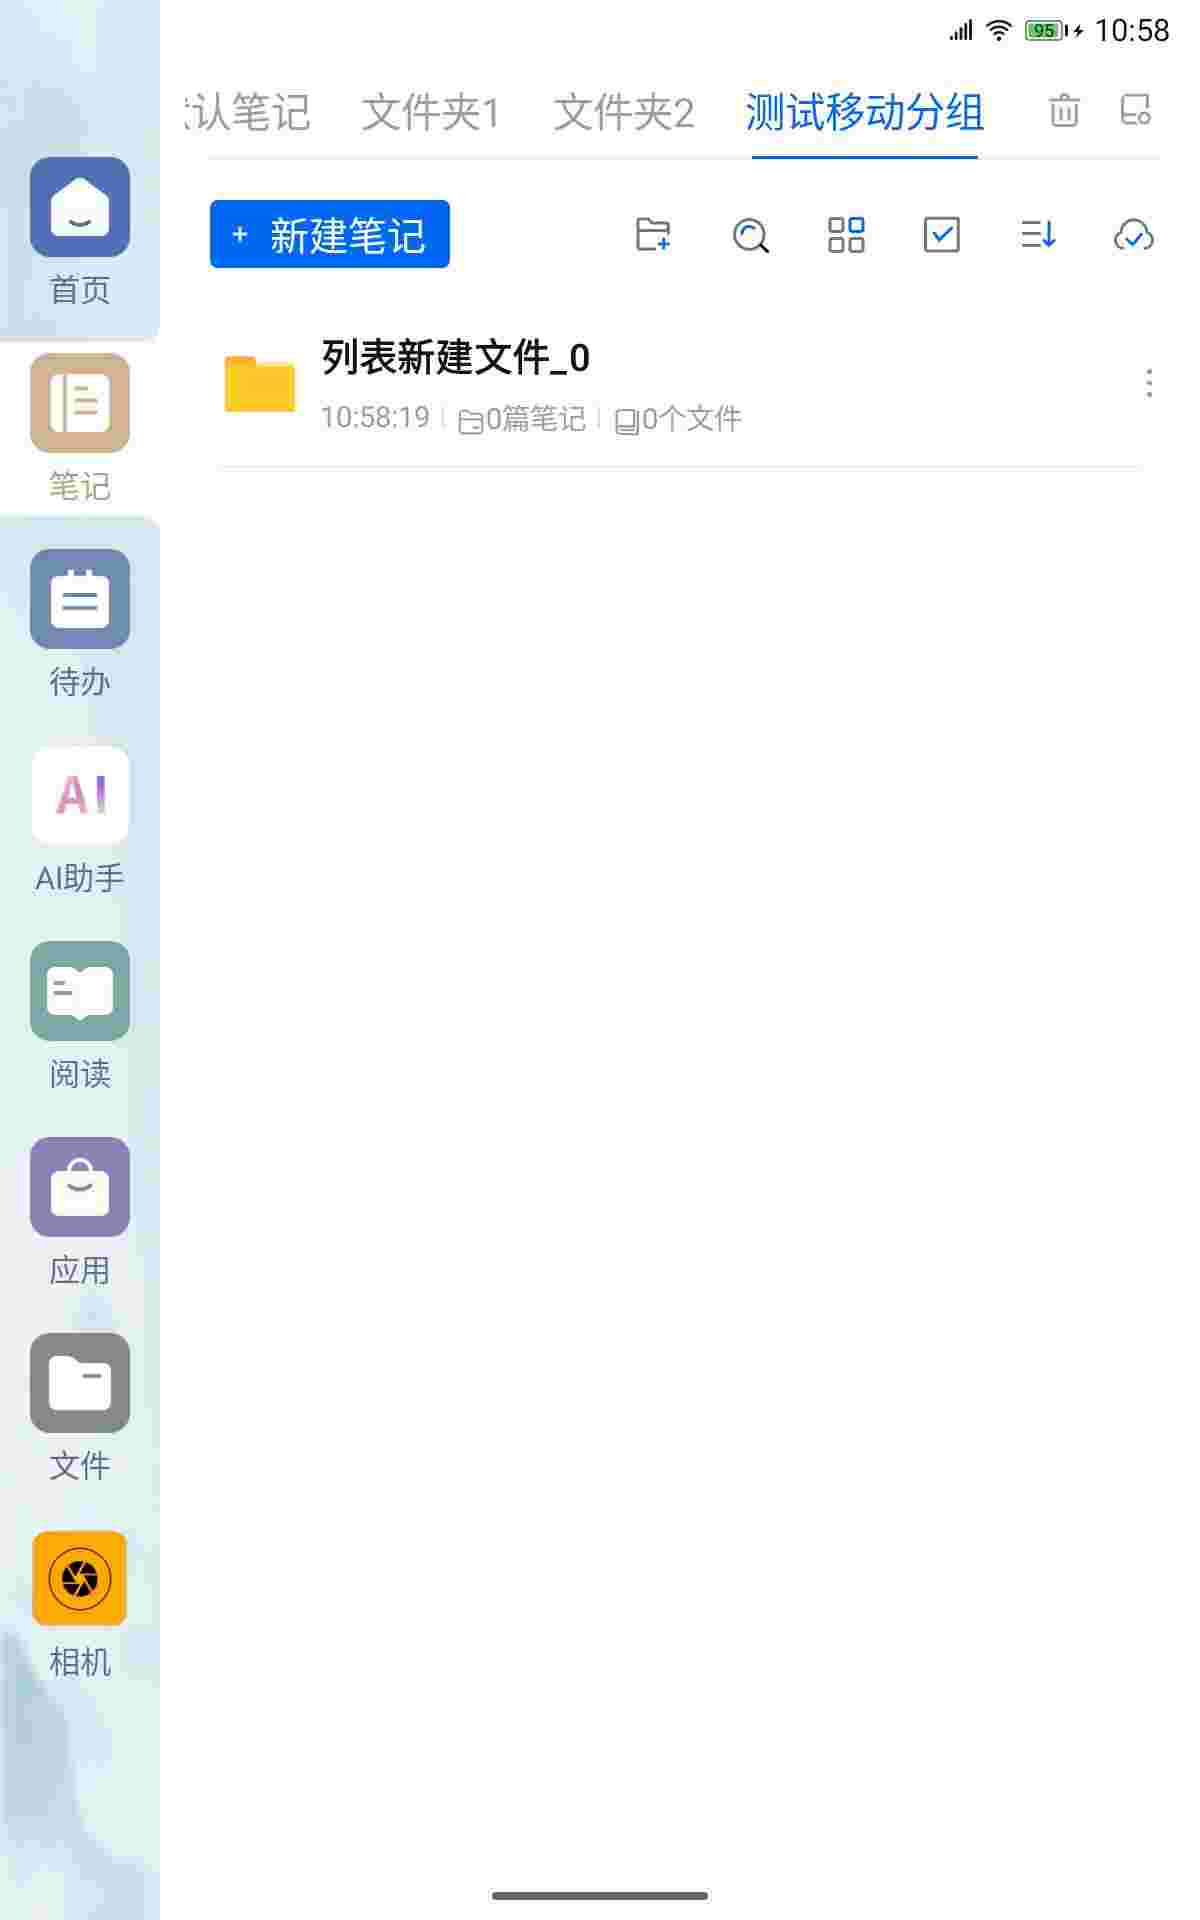 95 10:58
认笔记 文件夹1 文件夹2 测试移动分组
+ 新建笔记
列表新建文件_0
10:58:19 0篇笔记 0个文件
首页
笔记
待办
AI
AI助手
阅读
应用
文件
相机